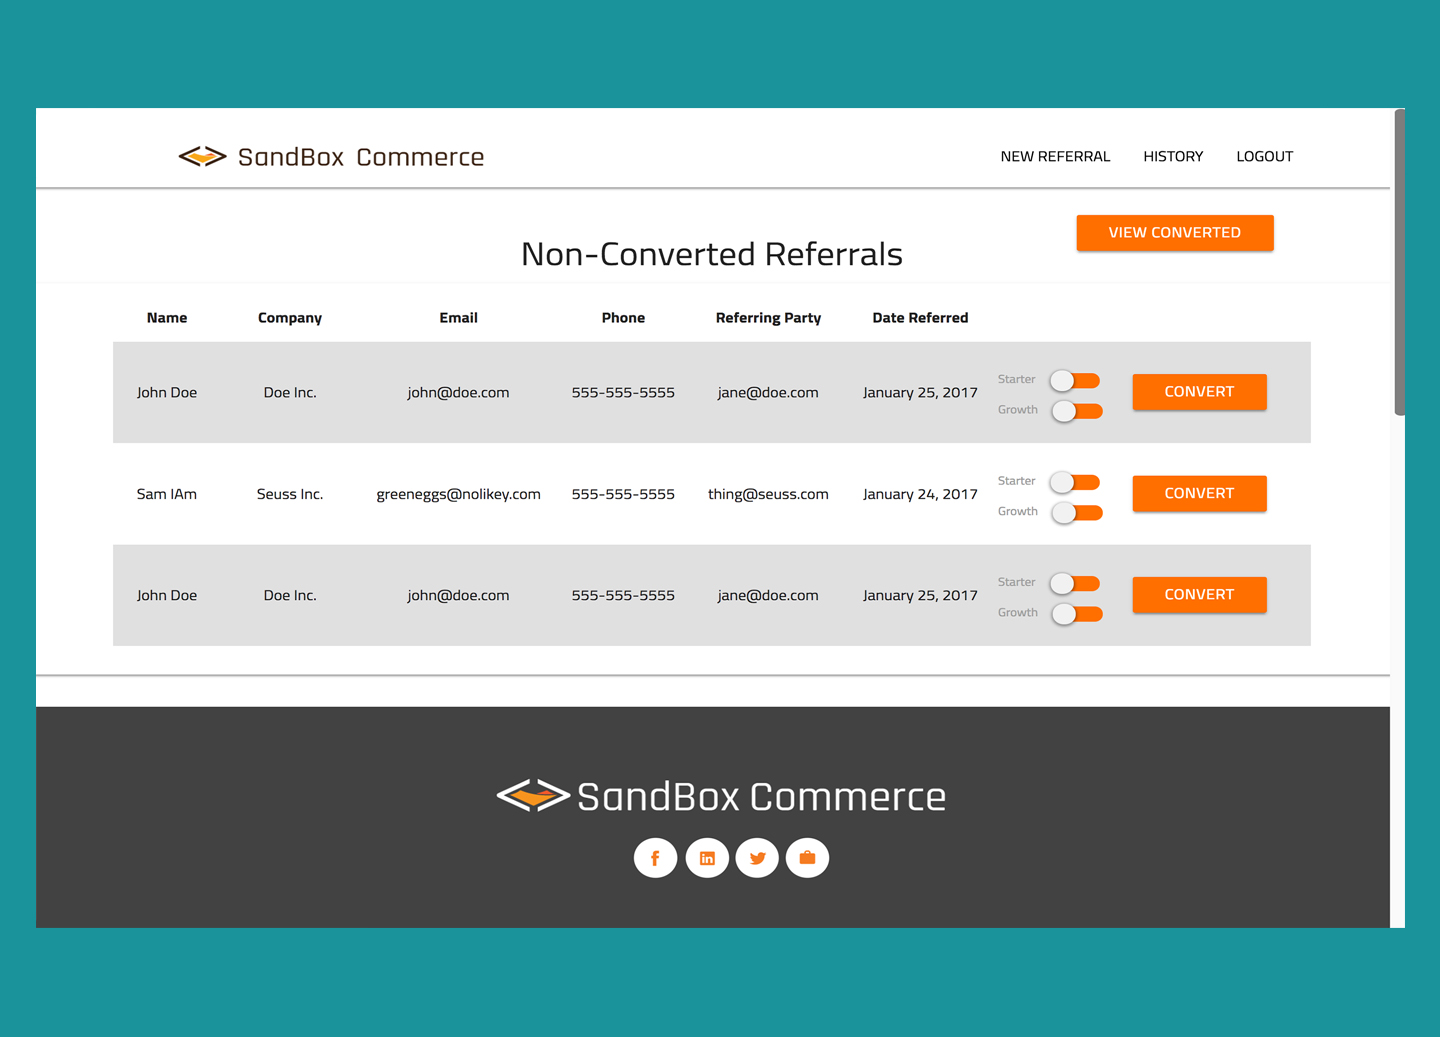 SandBox Commerce
NEW REFERRAL HISTORY LOGOUT
VIEW CONVERTED
Non-Converted Referrals
Name Company Email Phone Referring Party Date Referred
John Doe Doe Inc. john@doe.com 555-555-5555 jane@doe.com January 25, 2017 Starter CONVERT
Growth
Sam IAm Seuss Inc. greeneggs@nolikey.com 555-555-5555 thing@seuss.com January 24, 2017 Starter CONVERT
Growth
John Doe Doe Inc. john@doe.com 555-555-5555 jane@doe.com January 25, 2017 Starter CONVERT
Growth
SandBox Commerce